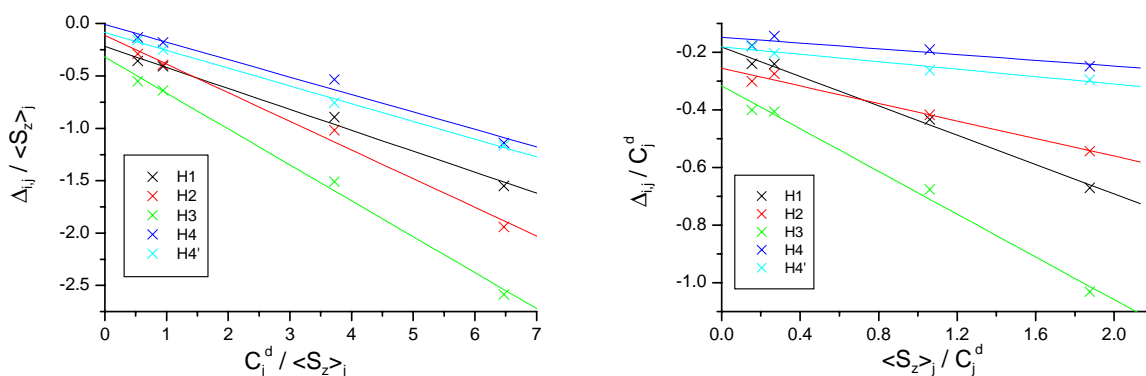 0.0
-0.5
-1.0
-1.5
-2.0
-2.5
0 1 2 3 4 5 6 7
Δi,j / <Sz>j
Cjd / <Sz>j
H1
H2
H3
H4
H4'
-0.2
-0.4
-0.6
-0.8
-1.0
0.0 0.4 0.8 1.2 1.6 2.0
Δi,j / Cjd
<Sz>j / Cjd
H1
H2
H3
H4
H4'